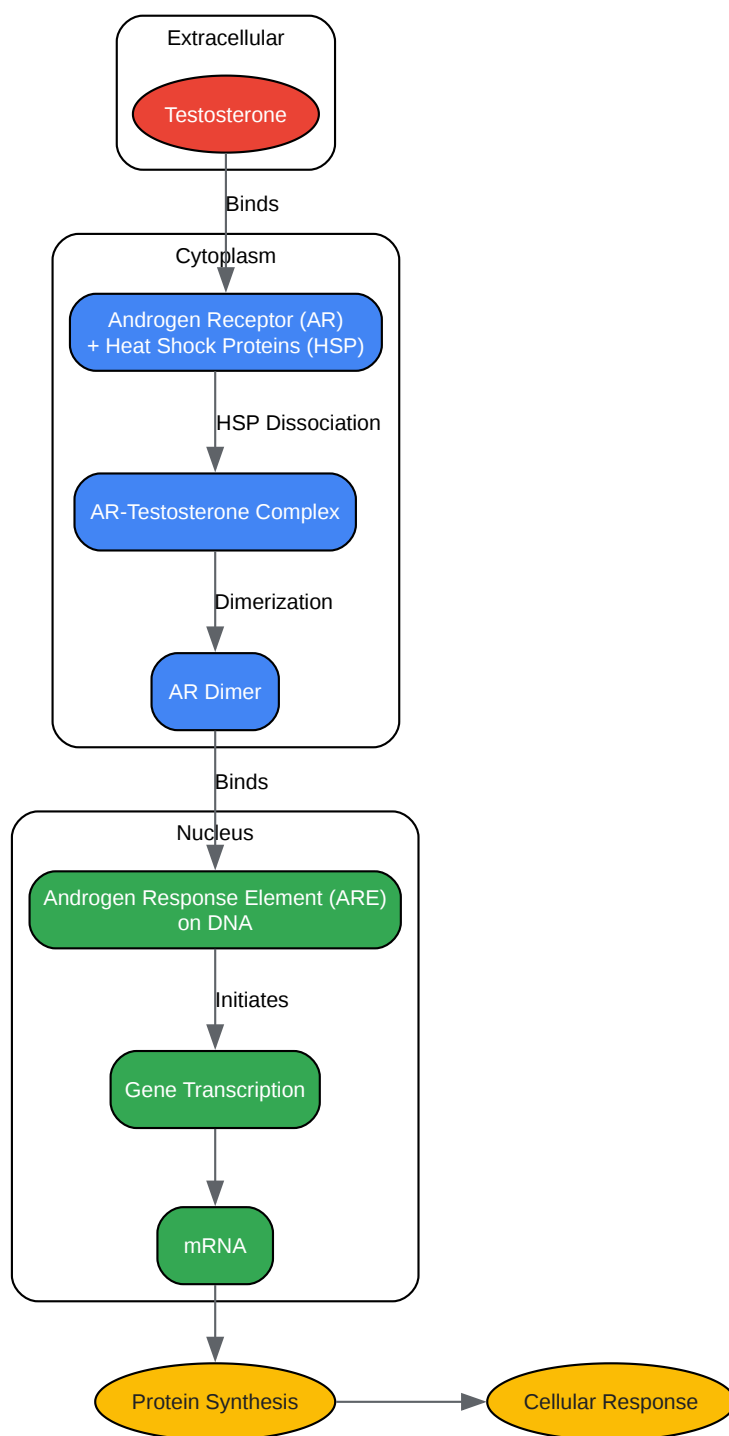 Extracellular
Testosterone
Binds
Cytoplasm
Androgen Receptor (AR)
+ Heat Shock Proteins (HSP)
HSP Dissociation
AR-Testosterone Complex
Dimerization
AR Dimer
Binds
Nucleus
Androgen Response Element (ARE)
on DNA
Initiates
Gene Transcription
mRNA
Protein Synthesis
Cellular Response